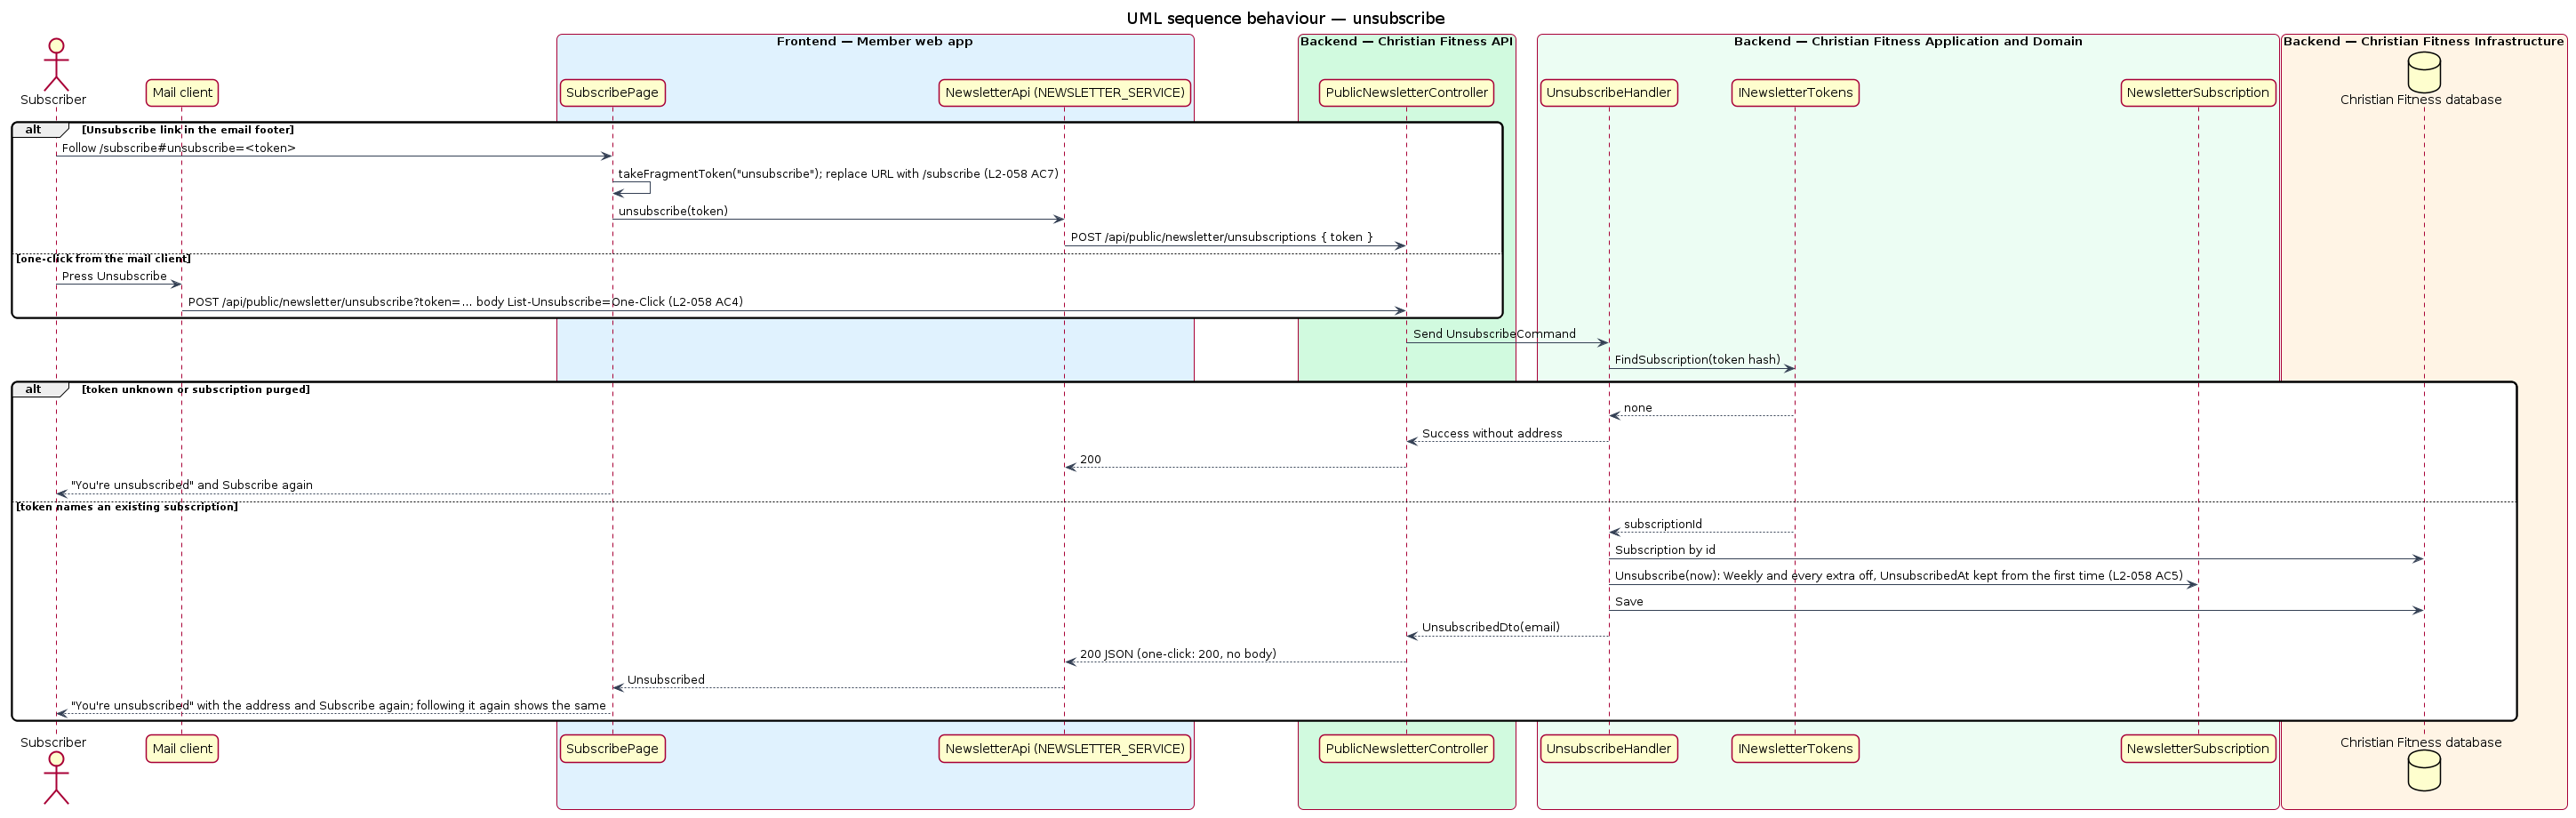 UML sequence behaviour — unsubscribe
Frontend — Member web app
Backend — Christian Fitness API
Backend — Christian Fitness Application and Domain
Backend — Christian Fitness Infrastructure
Subscriber
Mail client
SubscribePage
NewsletterApi (NEWSLETTER_SERVICE)
PublicNewsletterController
UnsubscribeHandler
INewsletterTokens
NewsletterSubscription
Christian Fitness database
alt [Unsubscribe link in the email footer]
Follow /subscribe#unsubscribe=<token>
takeFragmentToken("unsubscribe"); replace URL with /subscribe (L2-058 AC7)
unsubscribe(token)
POST /api/public/newsletter/unsubscriptions { token }
[one-click from the mail client]
Press Unsubscribe
POST /api/public/newsletter/unsubscribe?token=... body List-Unsubscribe=One-Click (L2-058 AC4)
Send UnsubscribeCommand
FindSubscription(token hash)
alt [token unknown or subscription purged]
none
Success without address
200
"You're unsubscribed" and Subscribe again
[token names an existing subscription]
subscriptionId
Subscription by id
Unsubscribe(now): Weekly and every extra off, UnsubscribedAt kept from the first time (L2-058 AC5)
Save
UnsubscribedDto(email)
200 JSON (one-click: 200, no body)
Unsubscribed
"You're unsubscribed" with the address and Subscribe again; following it again shows the same
Subscriber
Mail client
SubscribePage
NewsletterApi (NEWSLETTER_SERVICE)
PublicNewsletterController
UnsubscribeHandler
INewsletterTokens
NewsletterSubscription
Christian Fitness database